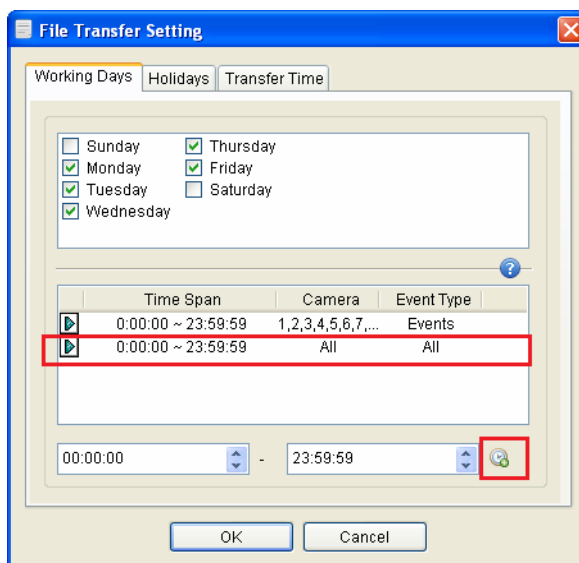 File Transfer Setting
Working Days Holidays Transfer Time
Sunday Thursday
Monday Friday
Tuesday Saturday
Wednesday
?
Time Span Camera Event Type
0:00:00 ~ 23:59:59 1,2,3,4,5,6,7,... Events
0:00:00 ~ 23:59:59 All All
00:00:00 - 23:59:59
OK Cancel